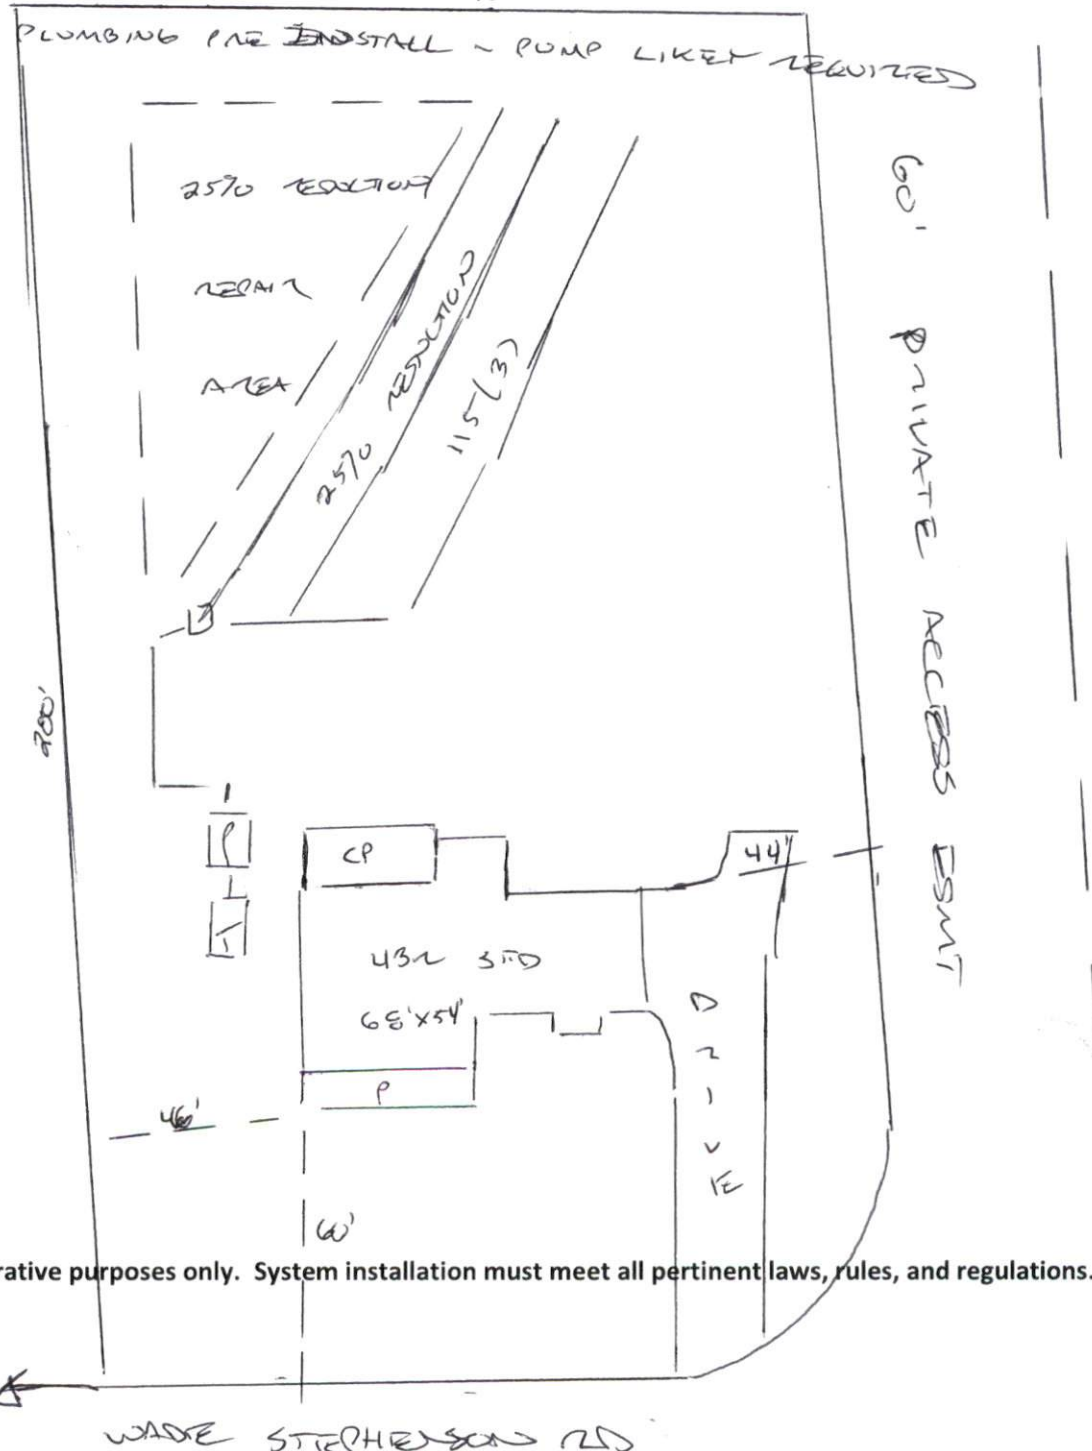 PLUMBING PRE INSTALL ~ PUMP LIKELY REQUIRED
25% REDUCTION
REPAIR
AREA
25% REDUCTION
115 (3)
60' PRIVATE ACCESS ESMT
D
200'
P
T
CP
44'
4BR SFD
68'X54'
P
DRIVE
46'
60'
rative purposes only. System installation must meet all pertinent laws, rules, and regulations.
WADE STEPHENSON RD